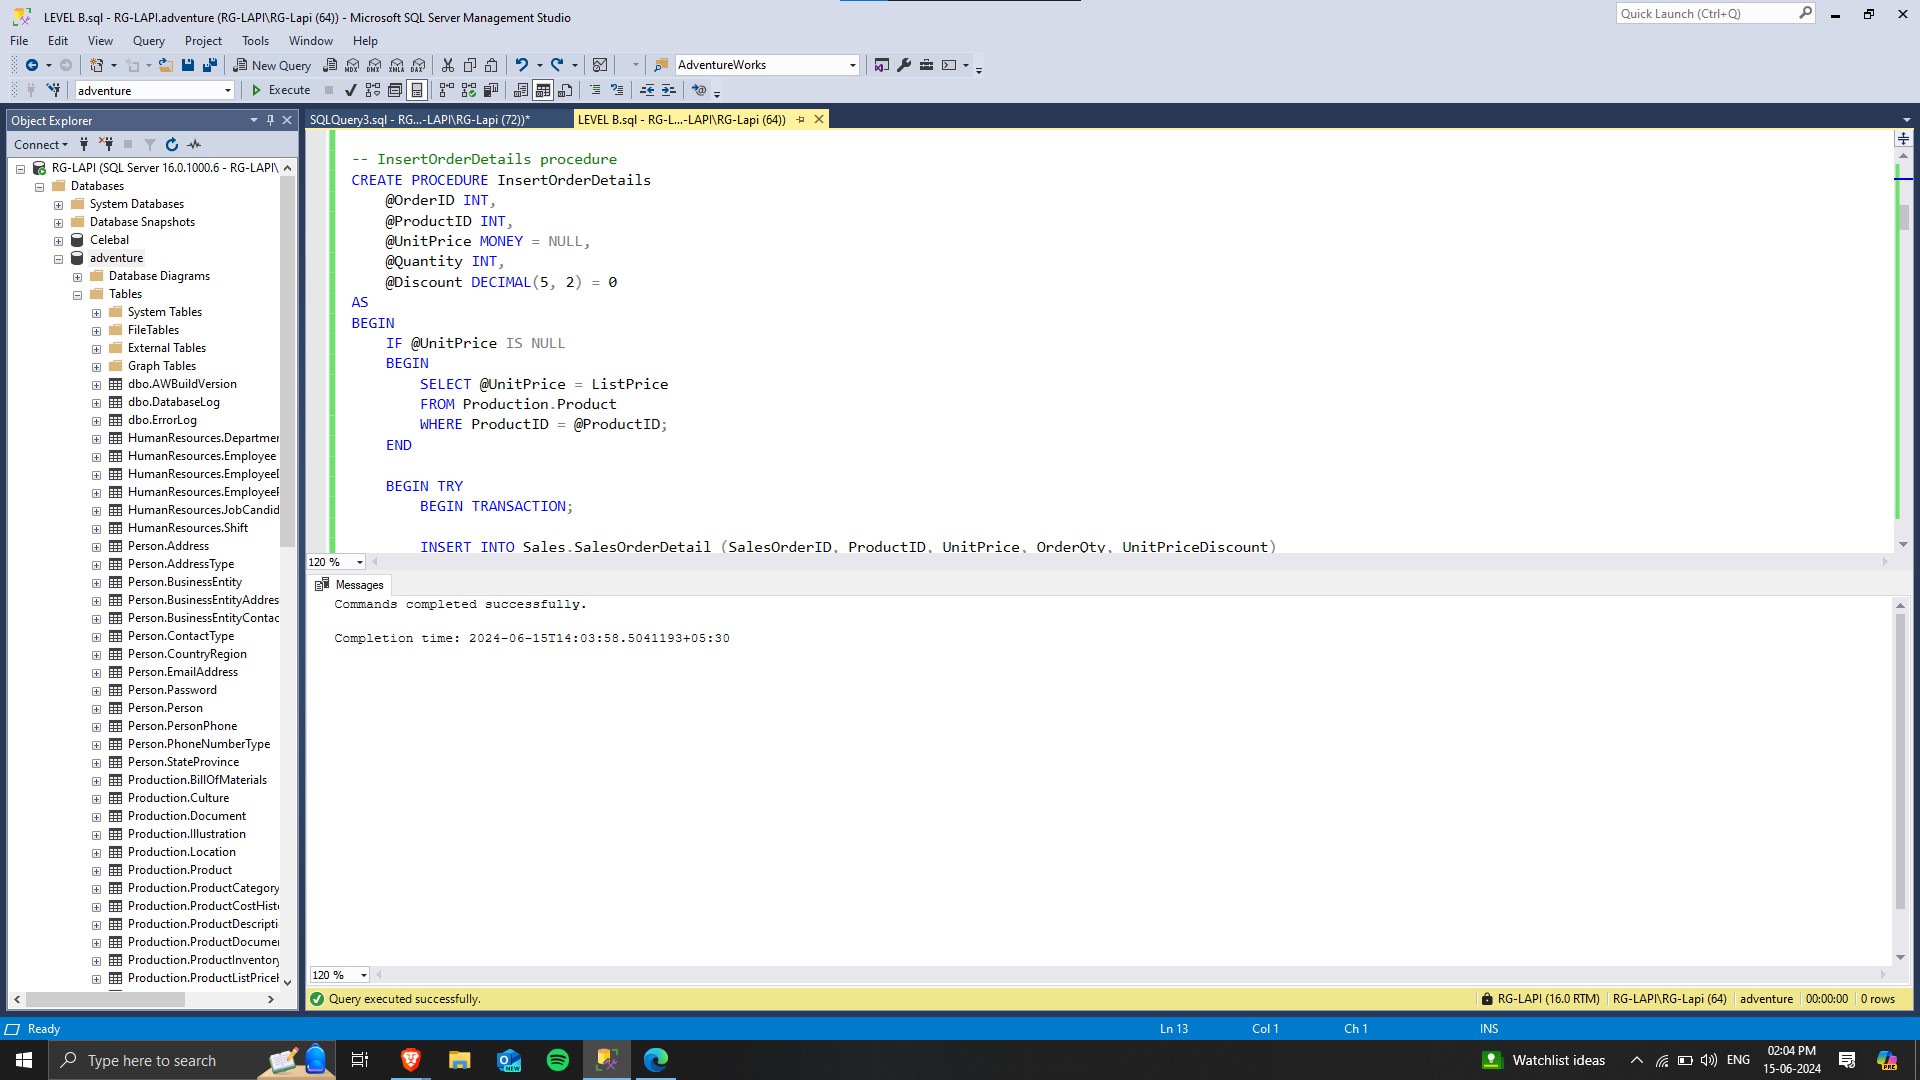 LEVEL B.sql - RG-LAPI.adventure (RG-LAPI\RG-Lapi (64)) - Microsoft SQL Server Management Studio
Quick Launch (Ctrl+Q)
File Edit View Query Project Tools Window Help
New Query
AdventureWorks
adventure
Execute
Object Explorer
SQLQuery3.sql - RG...-LAPI\RG-Lapi (72))*
LEVEL B.sql - RG-L...-LAPI\RG-Lapi (64))
Connect
RG-LAPI (SQL Server 16.0.1000.6 - RG-LAPI\
Databases
System Databases
Database Snapshots
Celebal
adventure
Database Diagrams
Tables
System Tables
FileTables
External Tables
Graph Tables
dbo.AWBuildVersion
dbo.DatabaseLog
dbo.ErrorLog
HumanResources.Departmen
HumanResources.Employee
HumanResources.EmployeeD
HumanResources.EmployeeP
HumanResources.JobCandid
HumanResources.Shift
Person.Address
Person.AddressType
Person.BusinessEntity
Person.BusinessEntityAddres
Person.BusinessEntityContac
Person.ContactType
Person.CountryRegion
Person.EmailAddress
Person.Password
Person.Person
Person.PersonPhone
Person.PhoneNumberType
Person.StateProvince
Production.BillOfMaterials
Production.Culture
Production.Document
Production.Illustration
Production.Location
Production.Product
Production.ProductCategory
Production.ProductCostHist
Production.ProductDescripti
Production.ProductDocumen
Production.ProductInventory
Production.ProductListPriceH
-- InsertOrderDetails procedure
CREATE PROCEDURE InsertOrderDetails
@OrderID INT,
@ProductID INT,
@UnitPrice MONEY = NULL,
@Quantity INT,
@Discount DECIMAL(5, 2) = 0
AS
BEGIN
IF @UnitPrice IS NULL
BEGIN
SELECT @UnitPrice = ListPrice
FROM Production.Product
WHERE ProductID = @ProductID;
END
BEGIN TRY
BEGIN TRANSACTION;
INSERT INTO Sales.SalesOrderDetail (SalesOrderID, ProductID, UnitPrice, OrderQty, UnitPriceDiscount)
120 %
Messages
Commands completed successfully.
Completion time: 2024-06-15T14:03:58.5041193+05:30
120 %
Query executed successfully.
RG-LAPI (16.0 RTM) RG-LAPI\RG-Lapi (64) adventure 00:00:00 0 rows
Ready
Ln 13 Col 1 Ch 1 INS
Type here to search
Watchlist ideas
ENG
02:04 PM
15-06-2024